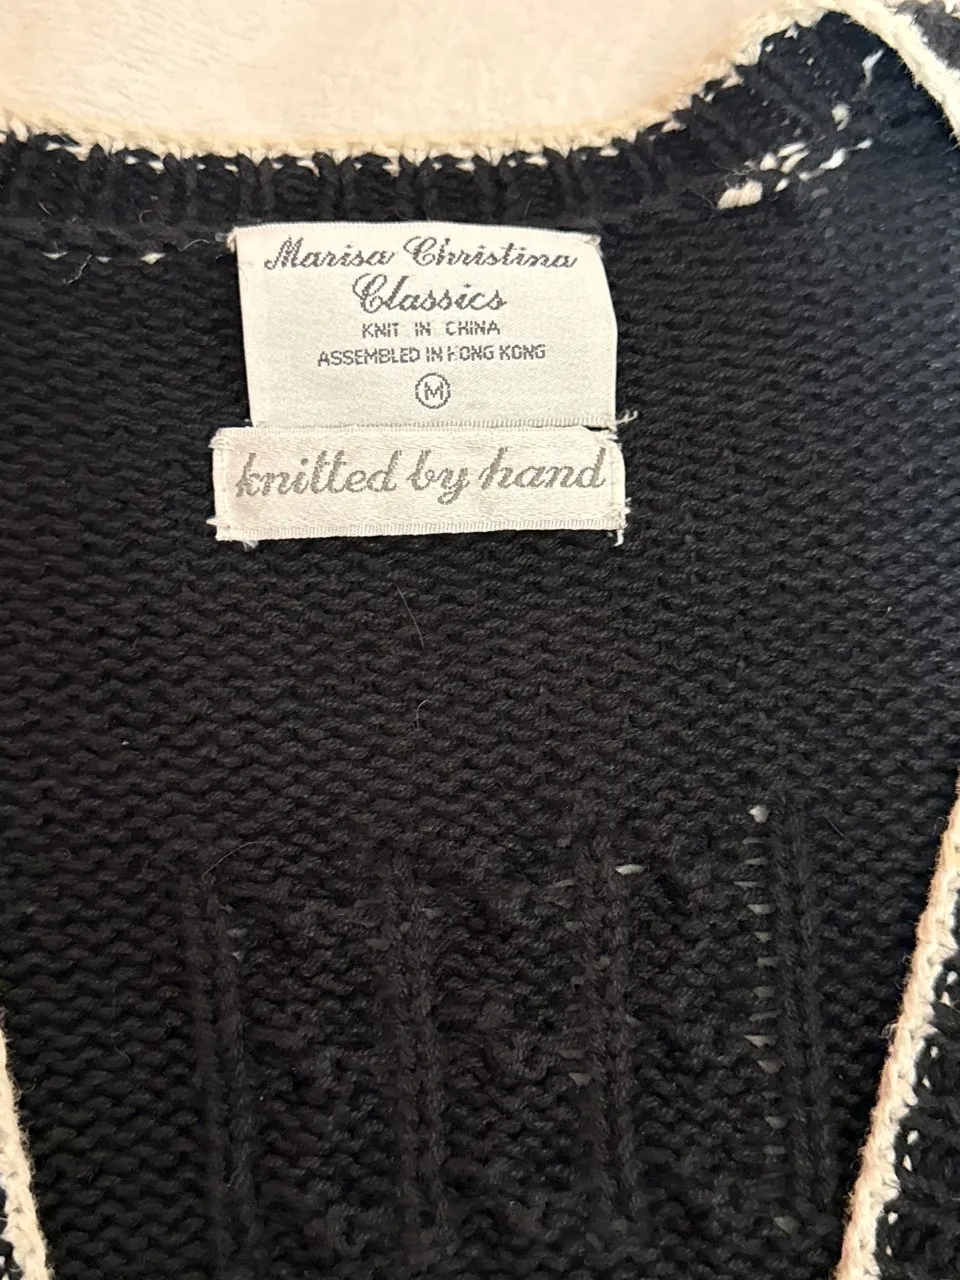 Marisa Christina
Classics
KNIT IN CHINA
ASSEMBLED IN HONG KONG
M
knitted by hand